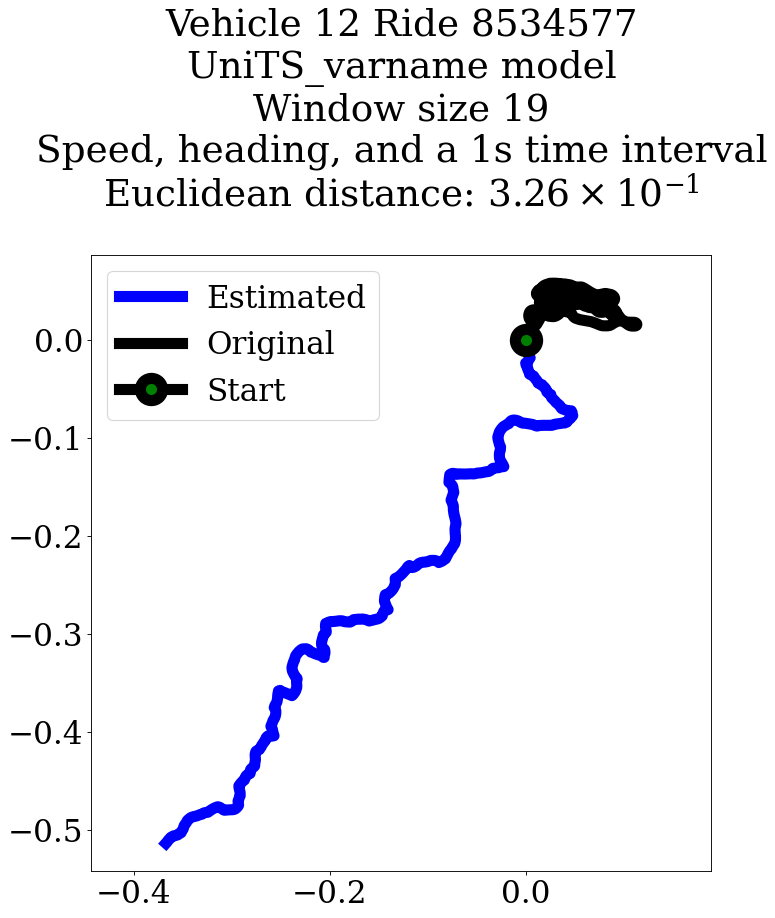 Vehicle 12 Ride 8534577
UniTS_varname model
Window size 19
Speed, heading, and a 1s time interval
Euclidean distance: 3.26 × 10⁻¹
Estimated
Original
Start
0.0
−0.1
−0.2
−0.3
−0.4
−0.5
−0.4 −0.2 0.0